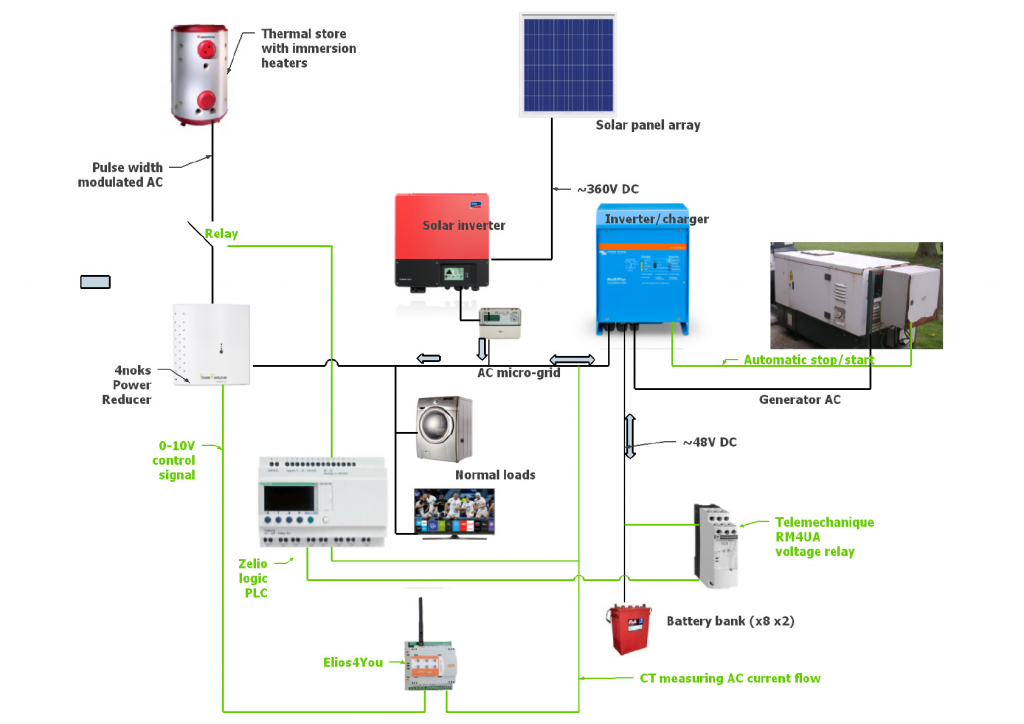 Thermal store
with immersion
heaters
Solar panel array
Pulse width
modulated AC
~360V DC
Relay
Solar inverter
Inverter/charger
4noks
Power
Reducer
AC micro-grid
Automatic stop/start
Generator AC
0-10V
control
signal
~48V DC
Normal loads
Telemechanique
RM4UA
voltage relay
Zelio
logic
PLC
Battery bank (x8 x2)
Elios4You
CT measuring AC current flow